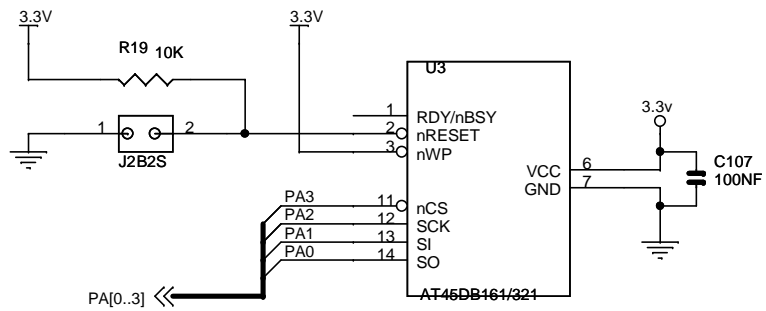 3.3V
3.3V
R19 10K
U3
1 RDY/nBSY
3.3v
1 2
2 nRESET
J2B2S
3 nWP
C107
VCC 6
100NF
GND 7
PA3 11 nCS
PA2 12 SCK
PA1 13 SI
PA0 14 SO
PA[0..3]
AT45DB161/321